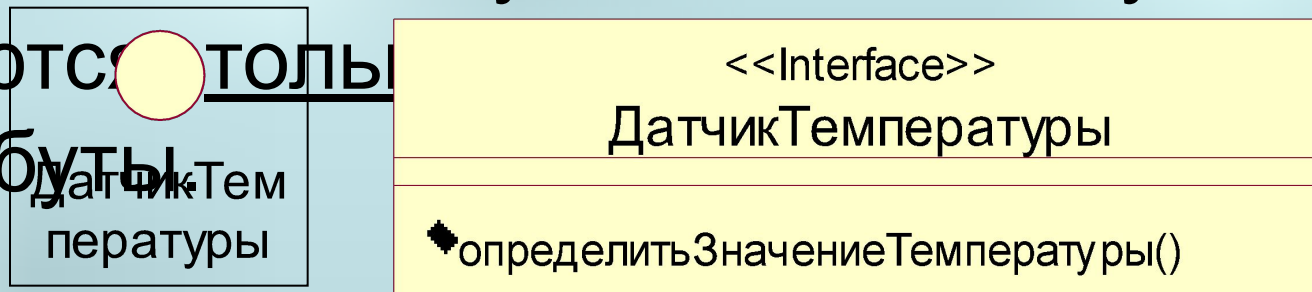 <<Interface>>
ДатчикТемпературы
определитьЗначениеТемпературы()
ДатчикТем
пературы